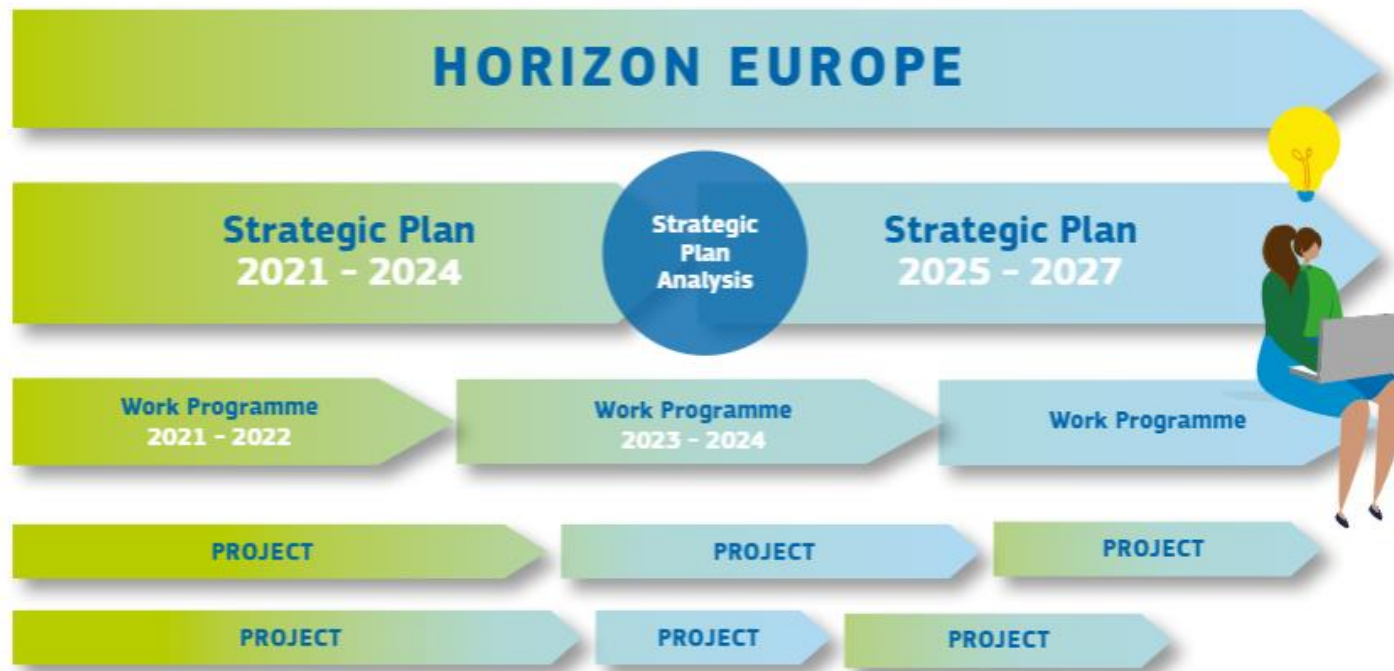 HORIZON EUROPE
Strategic Plan
2021 - 2024
Strategic
Plan
Analysis
Strategic Plan
2025 - 2027
Work Programme
2021 - 2022
Work Programme
2023 - 2024
Work Programme
PROJECT
PROJECT
PROJECT
PROJECT
PROJECT
PROJECT